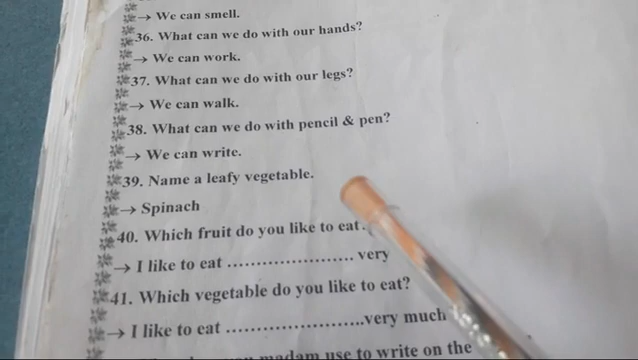 → We can smell.
36. What can we do with our hands?
→ We can work.
37. What can we do with our legs?
→ We can walk.
38. What can we do with pencil & pen?
→ We can write.
39. Name a leafy vegetable.
→ Spinach
40. Which fruit do you like to eat.
→ I like to eat ..................... very
41. Which vegetable do you like to eat?
→ I like to eat .......................very much
madam use to write on the